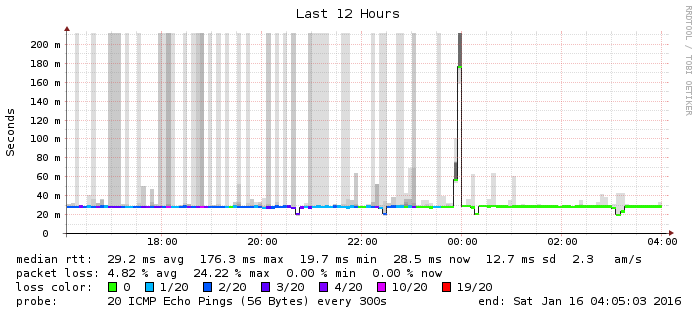 Last 12 Hours
RRDTOOL / TOBI OETIKER
Seconds
200 m
180 m
160 m
140 m
120 m
100 m
80 m
60 m
40 m
20 m
0
18:00 20:00 22:00 00:00 02:00 04:00
median rtt: 29.2 ms avg 176.3 ms max 19.7 ms min 28.5 ms now 12.7 ms sd 2.3 am/s
packet loss: 4.82 % avg 24.22 % max 0.00 % min 0.00 % now
loss color: 0 1/20 2/20 3/20 4/20 10/20 19/20
probe: 20 ICMP Echo Pings (56 Bytes) every 300s end: Sat Jan 16 04:05:03 2016